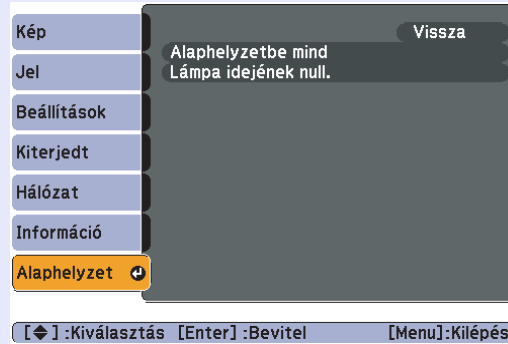 Kép
Jel
Beállítások
Kiterjedt
Hálózat
Információ
Alaphelyzet
Vissza
Alaphelyzetbe mind
Lámpa idejének null.
[ ] :Kiválasztás [Enter] :Bevitel [Menu]:Kilépés